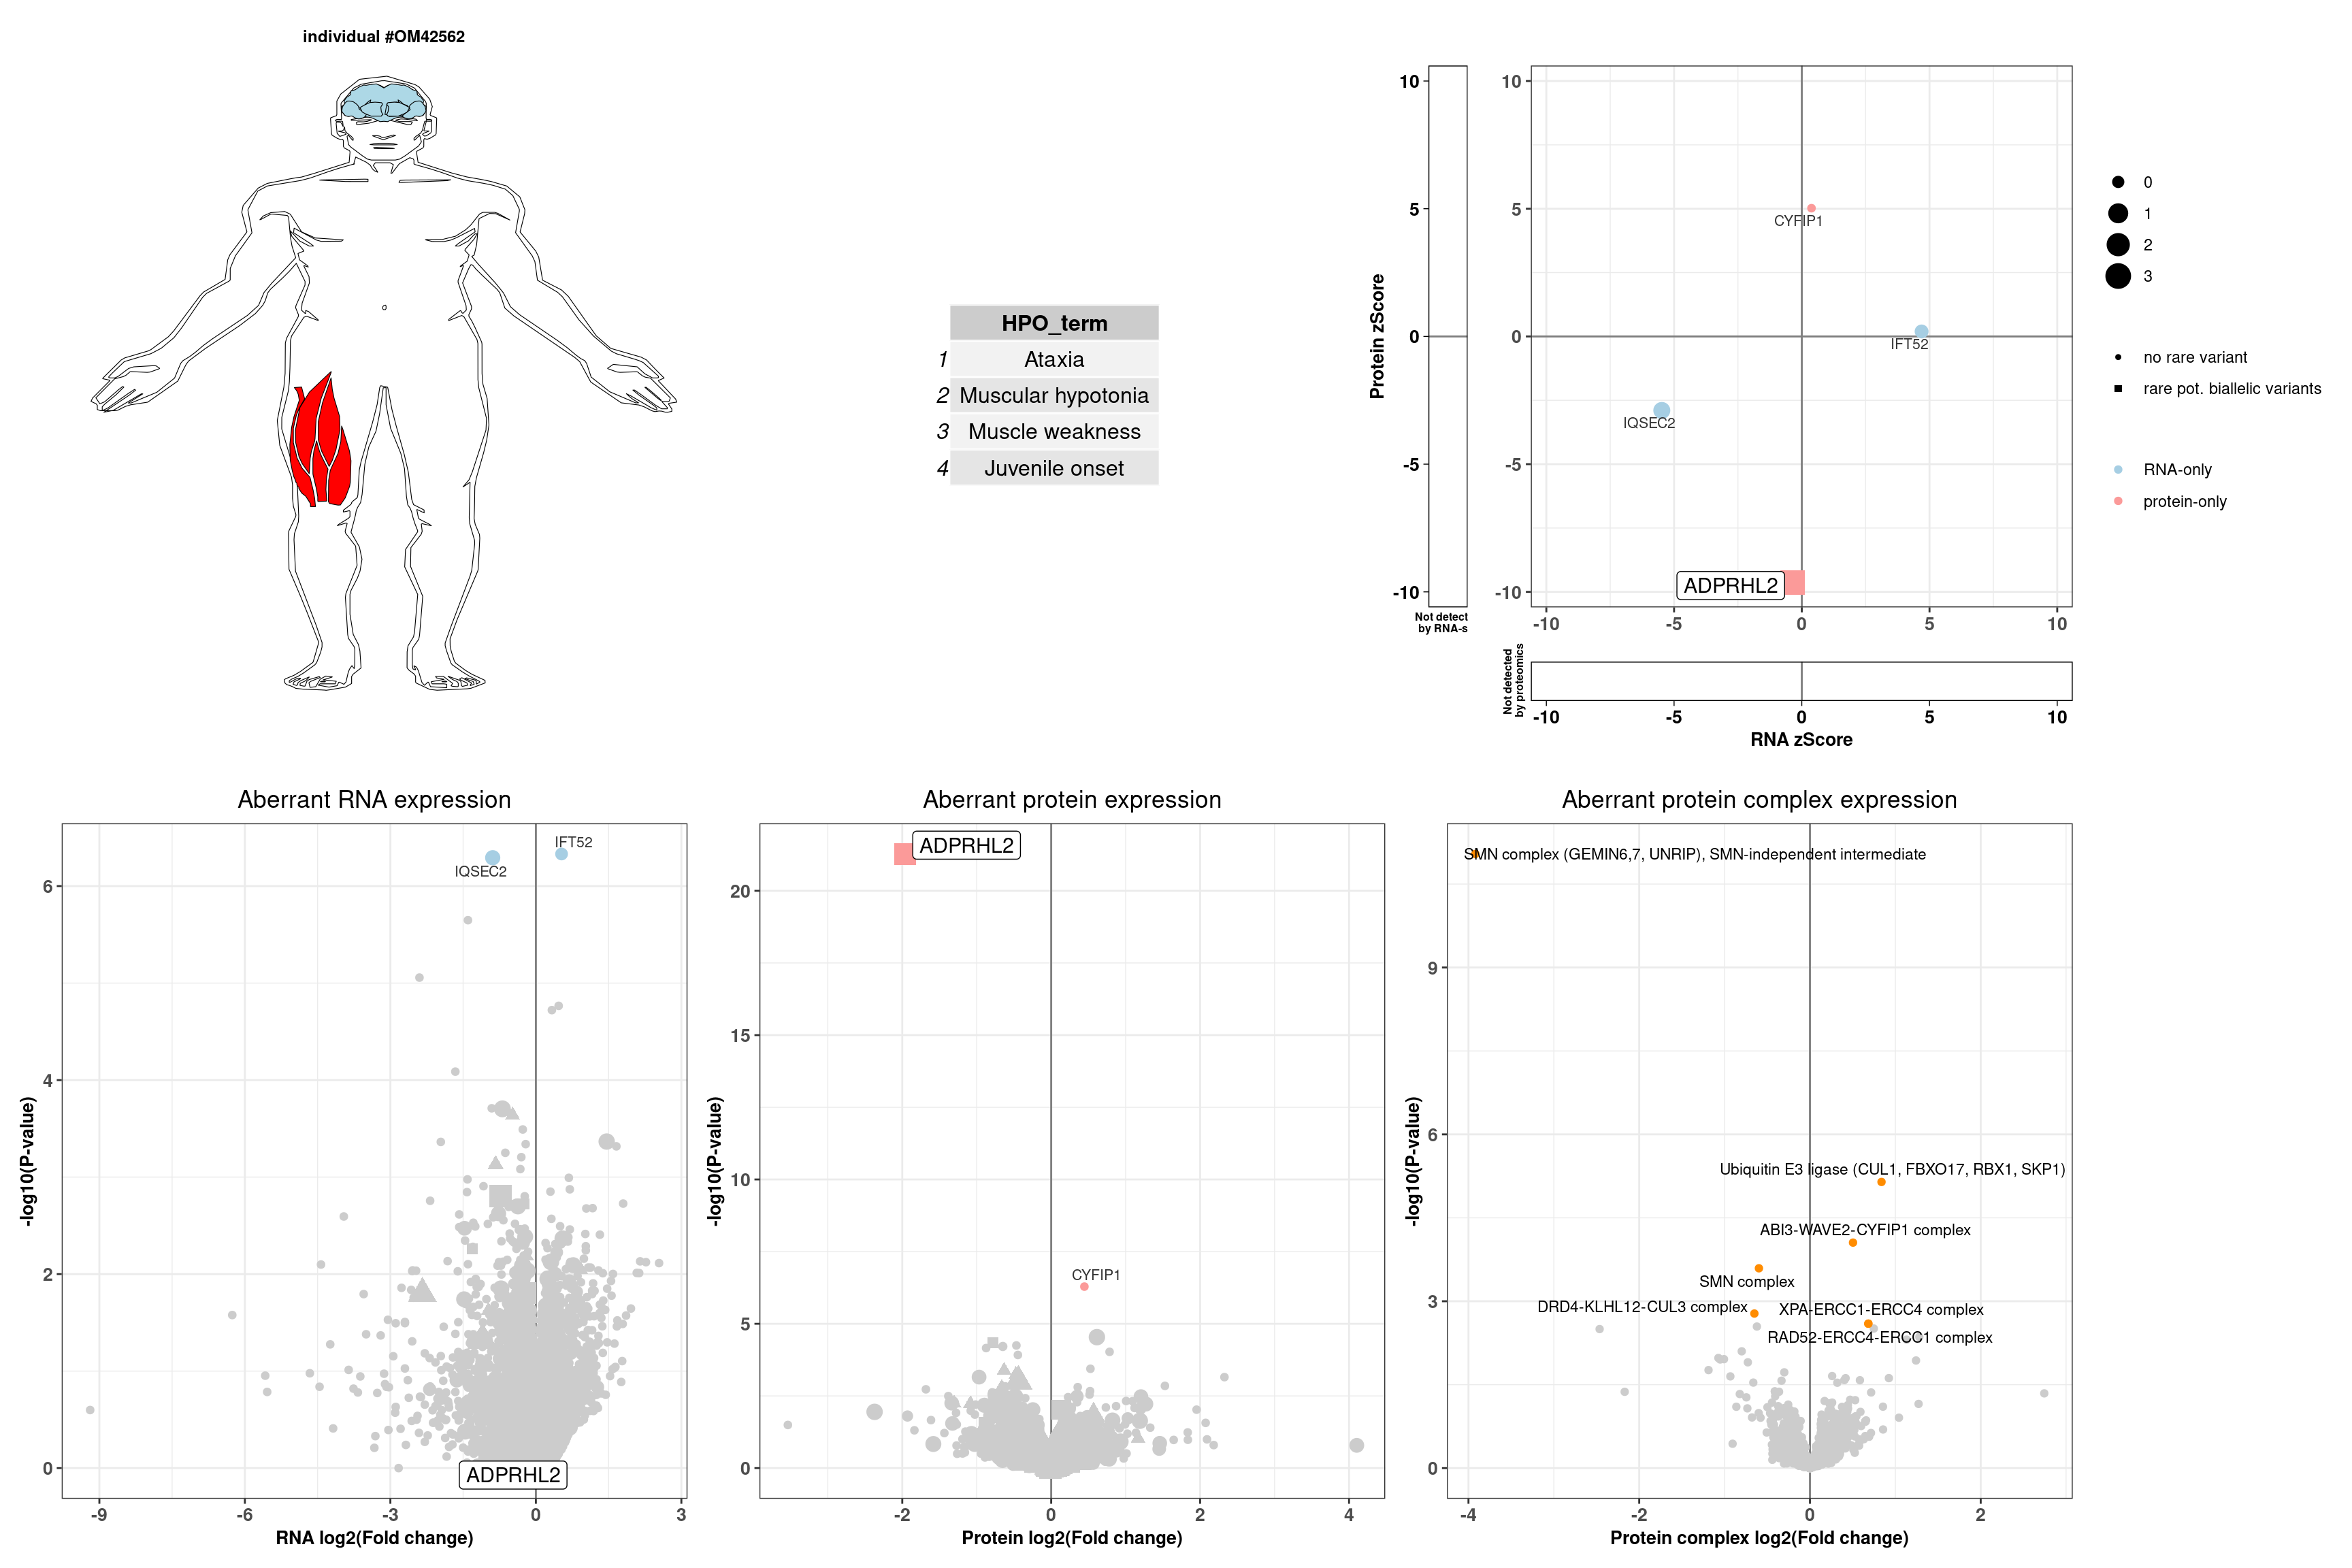 individual #OM42562
HPO_term
1 Ataxia
2 Muscular hypotonia
3 Muscle weakness
4 Juvenile onset
Protein zScore
10
5
0
-5
-10
Not detect
by RNA-s
10
5
0
-5
-10
CYFIP1
IFT52
IQSEC2
ADPRHL2
-10 -5 0 5 10
Not detected
by proteomics
-10 -5 0 5 10
RNA zScore
0
1
2
3
no rare variant
rare pot. biallelic variants
RNA-only
protein-only
Aberrant RNA expression
-log10(P-value)
6
4
2
0
IFT52
IQSEC2
ADPRHL2
-9 -6 -3 0 3
RNA log2(Fold change)
Aberrant protein expression
-log10(P-value)
20
15
10
5
0
ADPRHL2
CYFIP1
-2 0 2 4
Protein log2(Fold change)
Aberrant protein complex expression
-log10(P-value)
9
6
3
0
SMN complex (GEMIN6,7, UNRIP), SMN-independent intermediate
Ubiquitin E3 ligase (CUL1, FBXO17, RBX1, SKP1)
ABI3-WAVE2-CYFIP1 complex
SMN complex
DRD4-KLHL12-CUL3 complex
XPA-ERCC1-ERCC4 complex
RAD52-ERCC4-ERCC1 complex
-4 -2 0 2
Protein complex log2(Fold change)